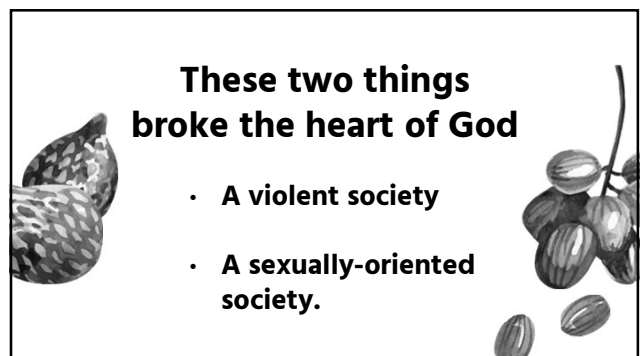 These two things
broke the heart of God
· A violent society
· A sexually-oriented
society.